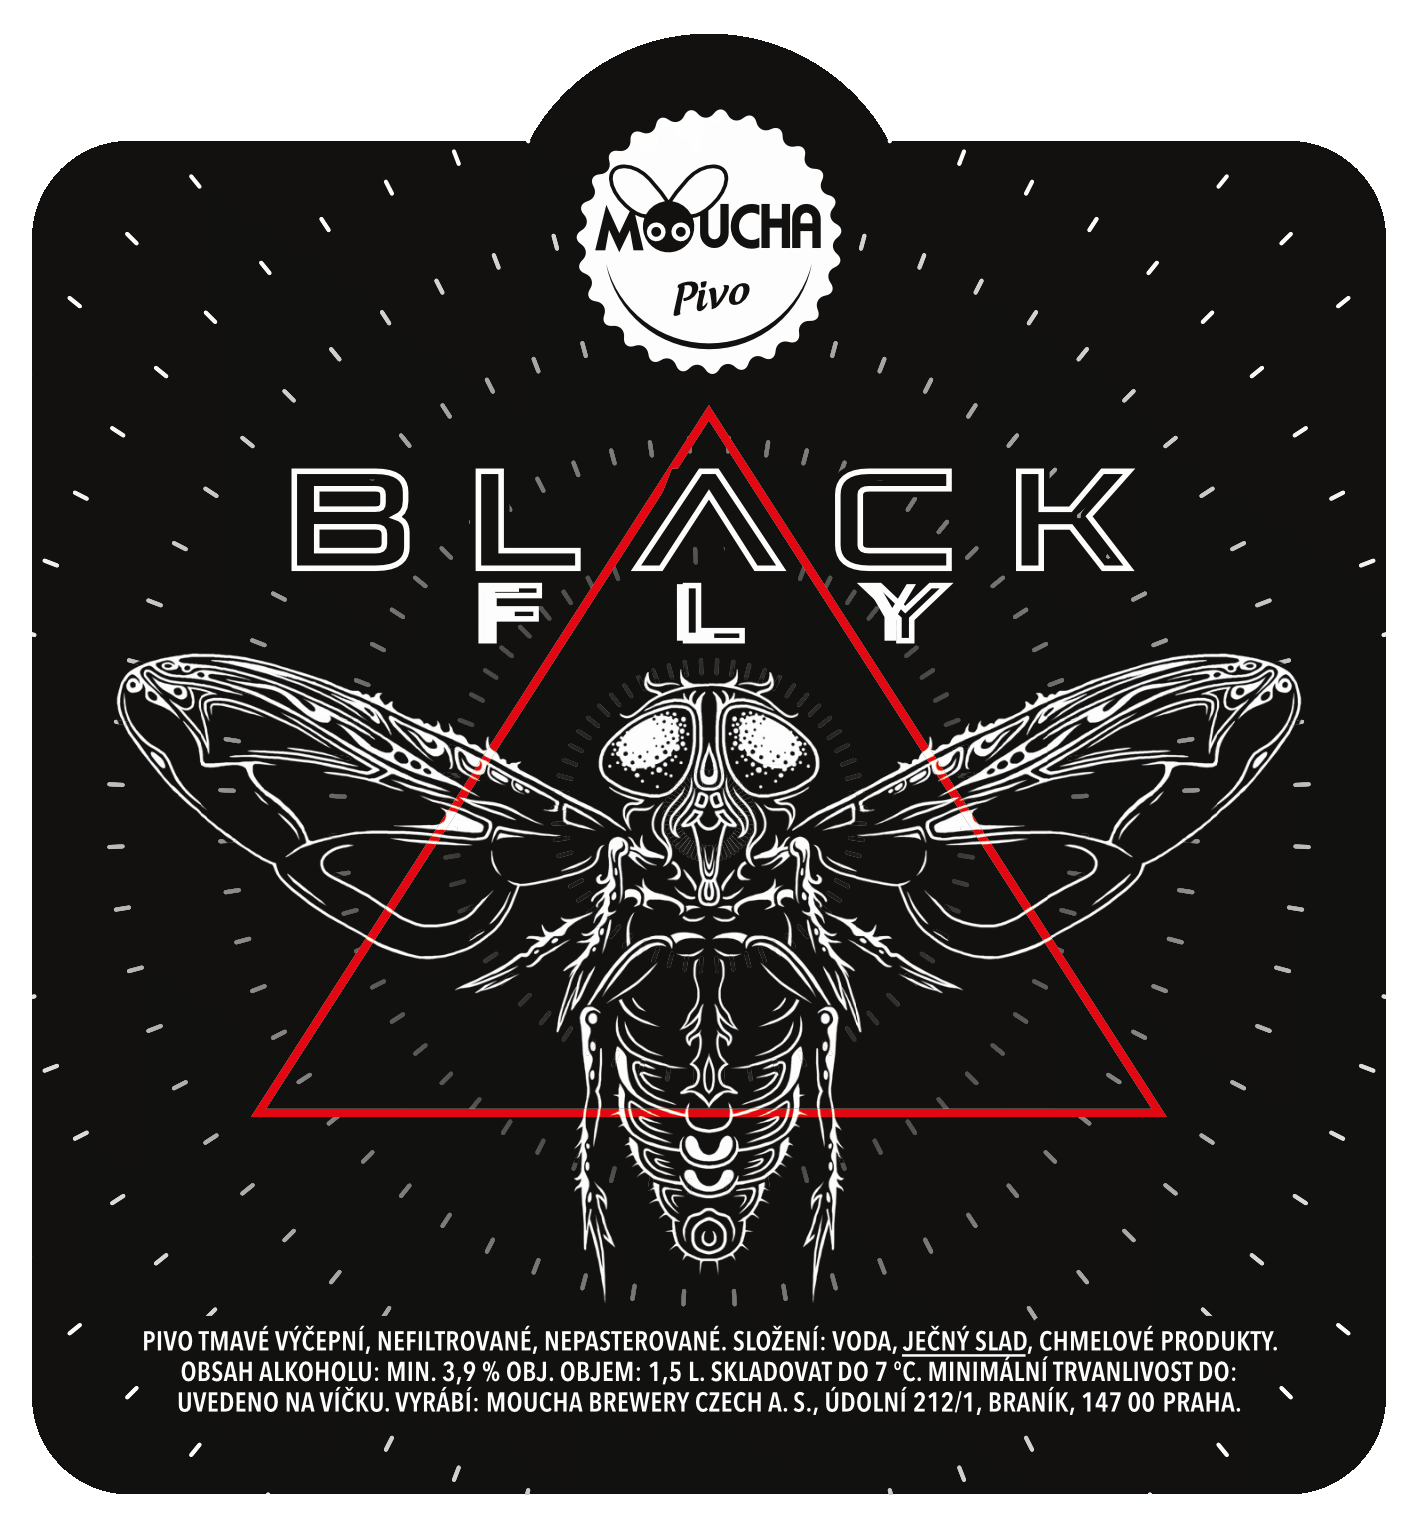 MOUCHA
Pivo
BLACK
FLY
PIVO TMAVÉ VÝČEPNÍ, NEFILTROVANÉ, NEPASTEROVANÉ. SLOŽENÍ: VODA, JEČNÝ SLAD, CHMELOVÉ PRODUKTY.
OBSAH ALKOHOLU: MIN. 3,9 % OBJ. OBJEM: 1,5 L. SKLADOVAT DO 7 °C. MINIMÁLNÍ TRVANLIVOST DO:
UVEDENO NA VÍČKU. VYRÁBÍ: MOUCHA BREWERY CZECH A. S., ÚDOLNÍ 212/1, BRANÍK, 147 00 PRAHA.